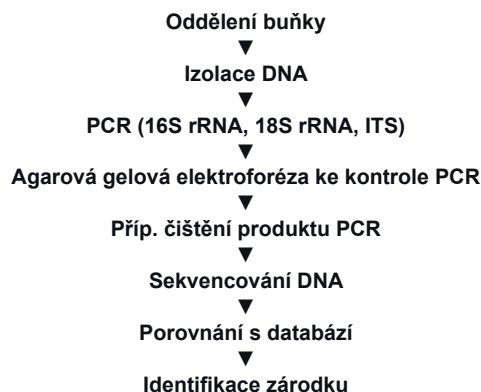 Oddělení buňky
▼
Izolace DNA
▼
PCR (16S rRNA, 18S rRNA, ITS)
▼
Agarová gelová elektroforéza ke kontrole PCR
▼
Příp. čištění produktu PCR
▼
Sekvencování DNA
▼
Porovnání s databází
▼
Identifikace zárodku